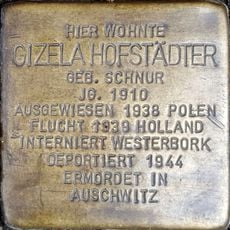 HIER WOHNTE
GIZELA HOFSTÄDTER
GEB. SCHNUR
JG. 1910
AUSGEWIESEN 1938 POLEN
FLUCHT 1939 HOLLAND
INTERNIERT WESTERBORK
DEPORTIERT 1944
ERMORDET IN
AUSCHWITZ